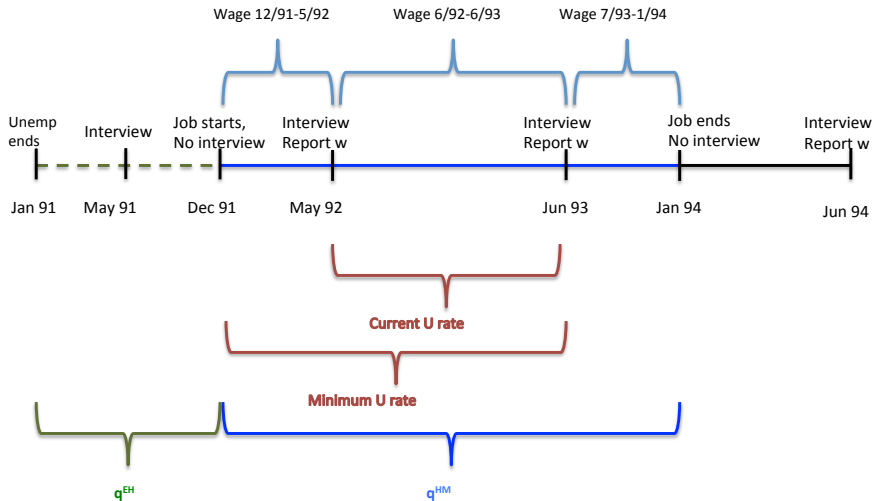 Wage 12/91-5/92
Wage 6/92-6/93
Wage 7/93-1/94
Unemp
ends
Interview
Job starts,
No interview
Interview
Report w
Interview
Report w
Job ends
No interview
Interview
Report w
Jan 91
May 91
Dec 91
May 92
Jun 93
Jan 94
Jun 94
Current U rate
Minimum U rate
q^EH
q^HM